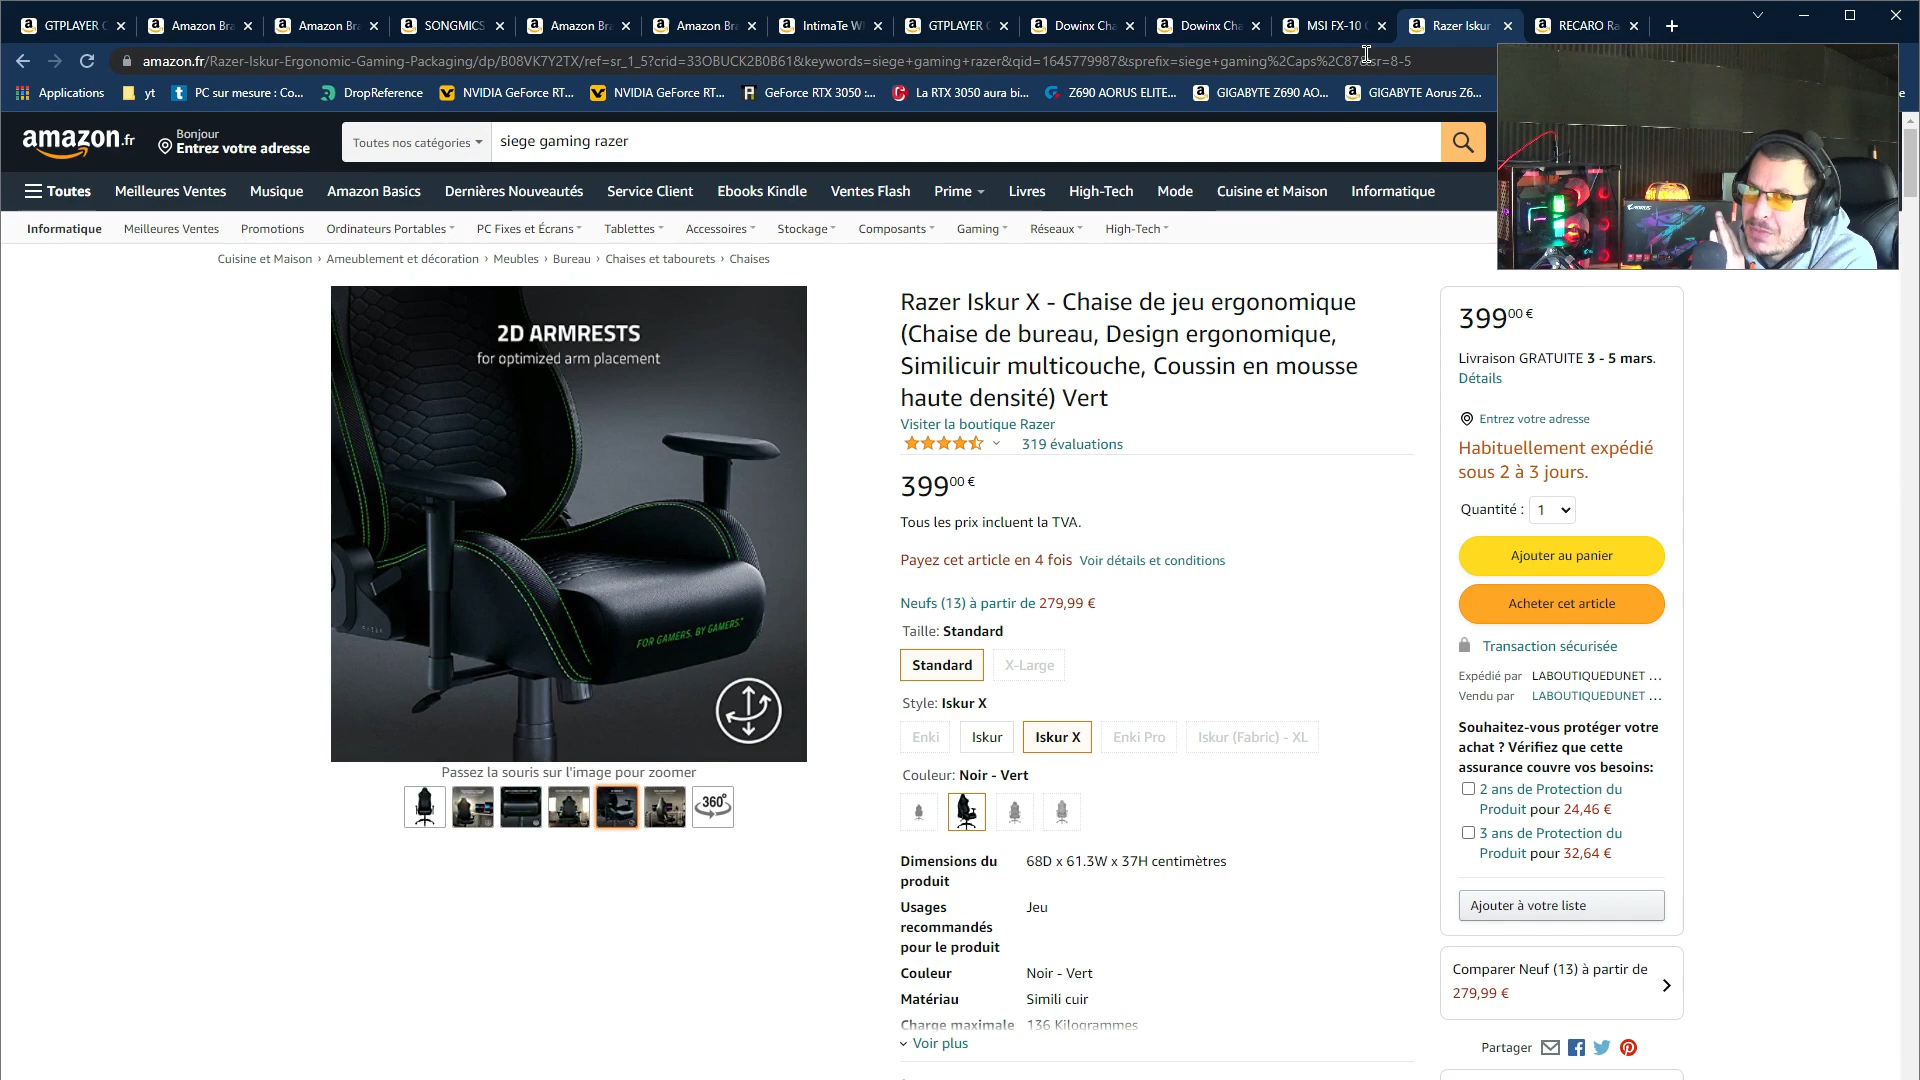 GTPLAYER C
Amazon Bra
Amazon Bra
SONGMICS
Amazon Bra
Amazon Bra
IntimaTe WM
GTPLAYER C
Dowinx Cha
Dowinx Cha
MSI FX-10 G
Razer Iskur
RECARO Ra
amazon.fr/Razer-Iskur-Ergonomic-Gaming-Packaging/dp/B08VK7Y2TX/ref=sr_1_5?crid=33OBUCK2B0B61&keywords=siege+gaming+razer&qid=1645779987&sprefix=siege+gaming%2Caps%2C87&sr=8-5
Applications
yt
PC sur mesure : Co...
DropReference
NVIDIA GeForce RT...
NVIDIA GeForce RT...
GeForce RTX 3050 :...
La RTX 3050 aura bi...
Z690 AORUS ELITE...
GIGABYTE Z690 AO...
GIGABYTE Aorus Z6...
amazon.fr
Bonjour
Entrez votre adresse
Toutes nos catégories
siege gaming razer
Toutes
Meilleures Ventes
Musique
Amazon Basics
Dernières Nouveautés
Service Client
Ebooks Kindle
Ventes Flash
Prime
Livres
High-Tech
Mode
Cuisine et Maison
Informatique
Informatique
Meilleures Ventes
Promotions
Ordinateurs Portables
PC Fixes et Écrans
Tablettes
Accessoires
Stockage
Composants
Gaming
Réseaux
High-Tech
AORUS
Cuisine et Maison › Ameublement et décoration › Meubles › Bureau › Chaises et tabourets › Chaises
2D ARMRESTS
for optimized arm placement
FOR GAMERS. BY GAMERS.™
RAZER
Passez la souris sur l'image pour zoomer
360°
Razer Iskur X - Chaise de jeu ergonomique
(Chaise de bureau, Design ergonomique,
Similicuir multicouche, Coussin en mousse
haute densité) Vert
Visiter la boutique Razer
319 évaluations
399 00 €
Tous les prix incluent la TVA.
Payez cet article en 4 fois Voir détails et conditions
Neufs (13) à partir de 279,99 €
Taille: Standard
Standard
X-Large
Style: Iskur X
Enki
Iskur
Iskur X
Enki Pro
Iskur (Fabric) - XL
Couleur: Noir - Vert
Dimensions du
produit
68D x 61.3W x 37H centimètres
Usages
recommandés
pour le produit
Jeu
Couleur
Noir - Vert
Matériau
Simili cuir
Charge maximale
136 Kilogrammes
Voir plus
399 00 €
Livraison GRATUITE 3 - 5 mars.
Détails
Entrez votre adresse
Habituellement expédié
sous 2 à 3 jours.
Quantité : 1
Ajouter au panier
Acheter cet article
Transaction sécurisée
Expédié par LABOUTIQUEDUNET ...
Vendu par LABOUTIQUEDUNET ...
Souhaitez-vous protéger votre
achat ? Vérifiez que cette
assurance couvre vos besoins:
2 ans de Protection du
Produit pour 24,46 €
3 ans de Protection du
Produit pour 32,64 €
Ajouter à votre liste
Comparer Neuf (13) à partir de
279,99 €
Partager